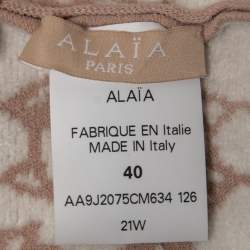 ALAÏA
PARIS
ALAÏA
FABRIQUE EN Italie
MADE IN Italy
40
AA9J2075CM634 126
21W